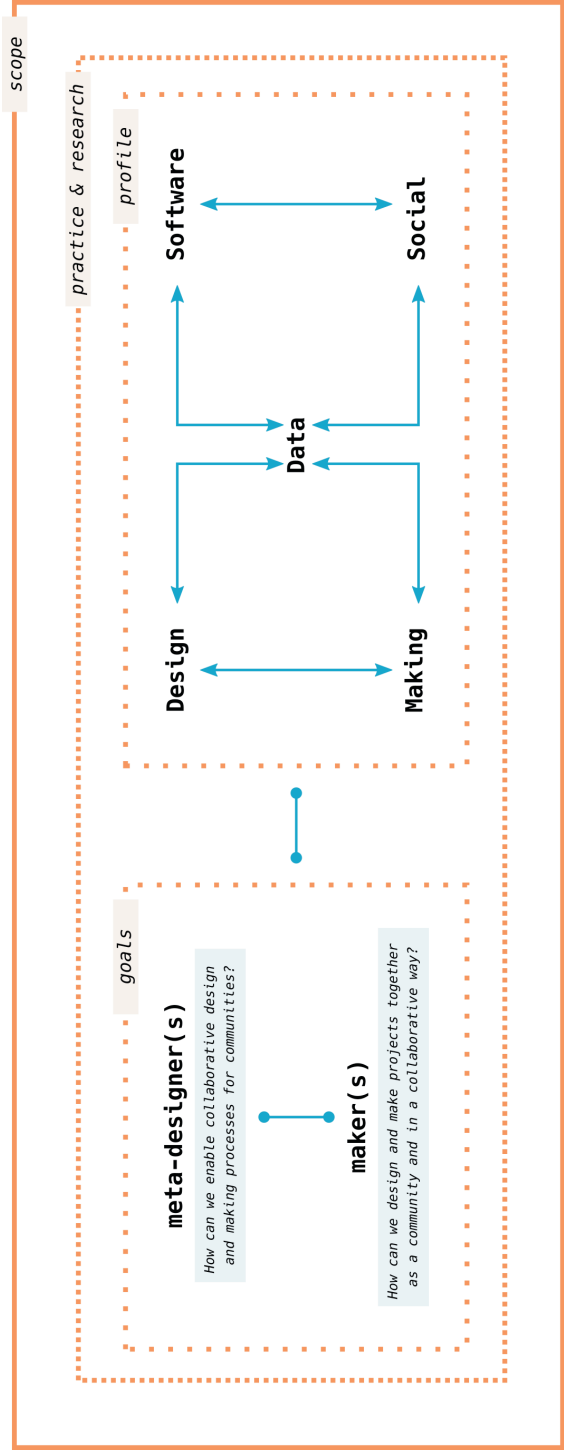 scope
practice & research
goals
meta-designer(s)
How can we enable collaborative design
and making processes for communities?
maker(s)
How can we design and make projects together
as a community and in a collaborative way?
profile
Design
Software
Data
Making
Social